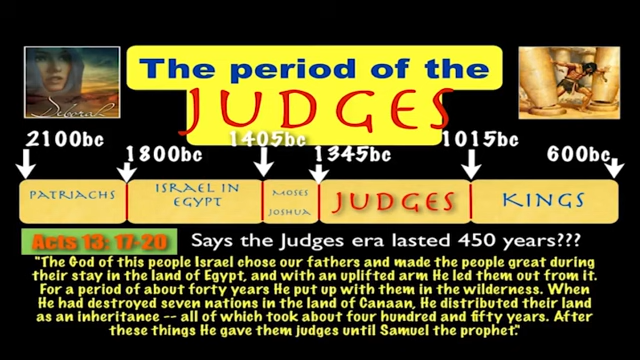 The period of the
JUDGES
Deborah
2100bc
1800bc
1405bc
1345bc
1015bc
600bc
PATRIACHS
ISRAEL IN
EGYPT
MOSES
JOSHUA
JUDGES
KINGS
Acts 13: 17-20
Says the Judges era lasted 450 years???
"The God of this people Israel chose our fathers and made the people great during
their stay in the land of Egypt, and with an uplifted arm He led them out from it.
For a period of about forty years He put up with them in the wilderness. When
He had destroyed seven nations in the land of Canaan, He distributed their land
as an inheritance -- all of which took about four hundred and fifty years. After
these things He gave them judges until Samuel the prophet."